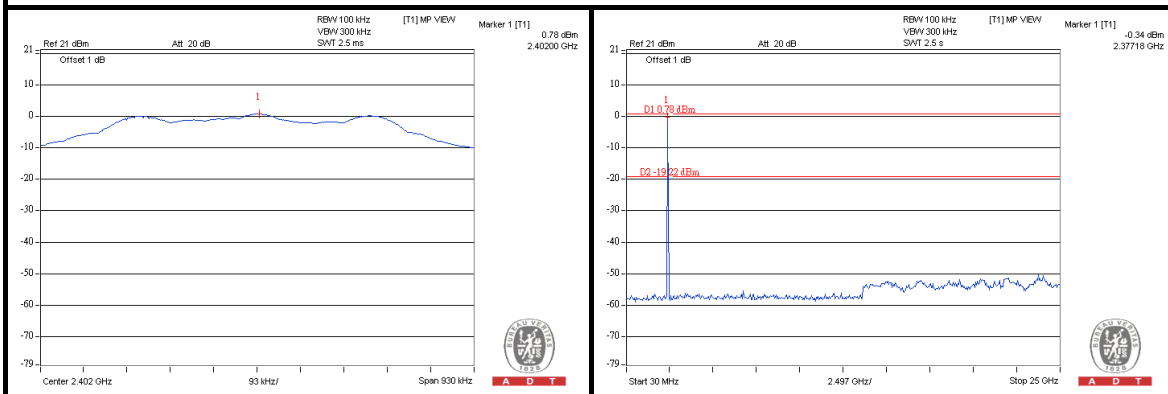 RBW 100 kHz
VBW 300 kHz
SWT 2.5 ms
[T1] MP VIEW
Marker 1 [T1]
0.78 dBm
2.40200 GHz
Ref 21 dBm
Att 20 dB
Offset 1 dB
21
10
0
-10
-20
-30
-40
-50
-60
-70
-79
1
Center 2.402 GHz
93 kHz/
Span 930 kHz
BUREAU VERITAS
1828
A D T
RBW 100 kHz
VBW 300 kHz
SWT 2.5 s
[T1] MP VIEW
Marker 1 [T1]
-0.34 dBm
2.37718 GHz
Ref 21 dBm
Att 20 dB
Offset 1 dB
21
10
0
-10
-20
-30
-40
-50
-60
-70
-79
1
D1 0.78 dBm
D2 -19.22 dBm
Start 30 MHz
2.497 GHz/
Stop 25 GHz
BUREAU VERITAS
1828
A D T